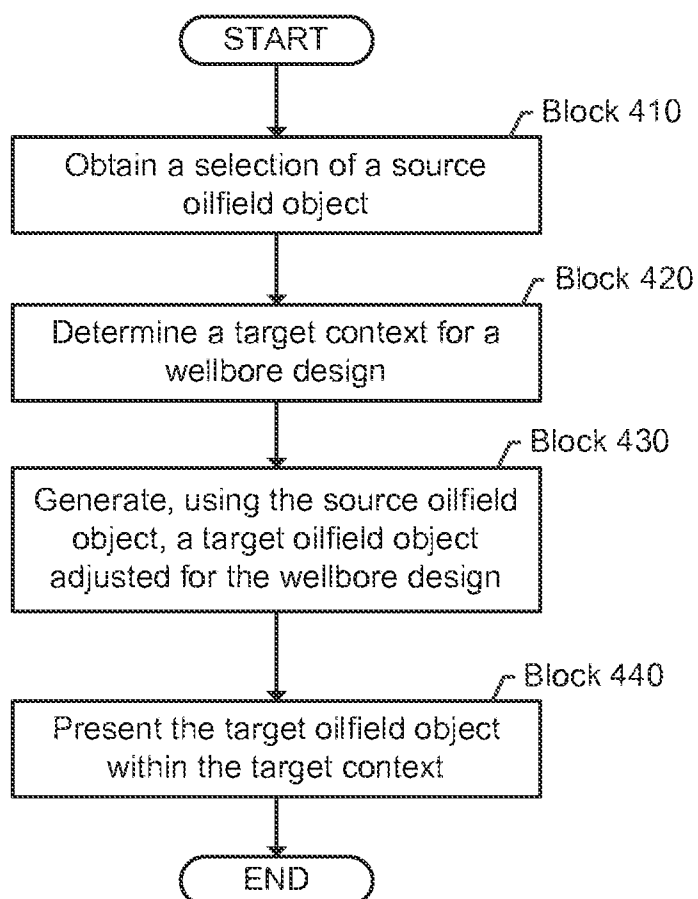 START
Block 410
Obtain a selection of a source
oilfield object
Block 420
Determine a target context for a
wellbore design
Block 430
Generate, using the source oilfield
object, a target oilfield object
adjusted for the wellbore design
Block 440
Present the target oilfield object
within the target context
END